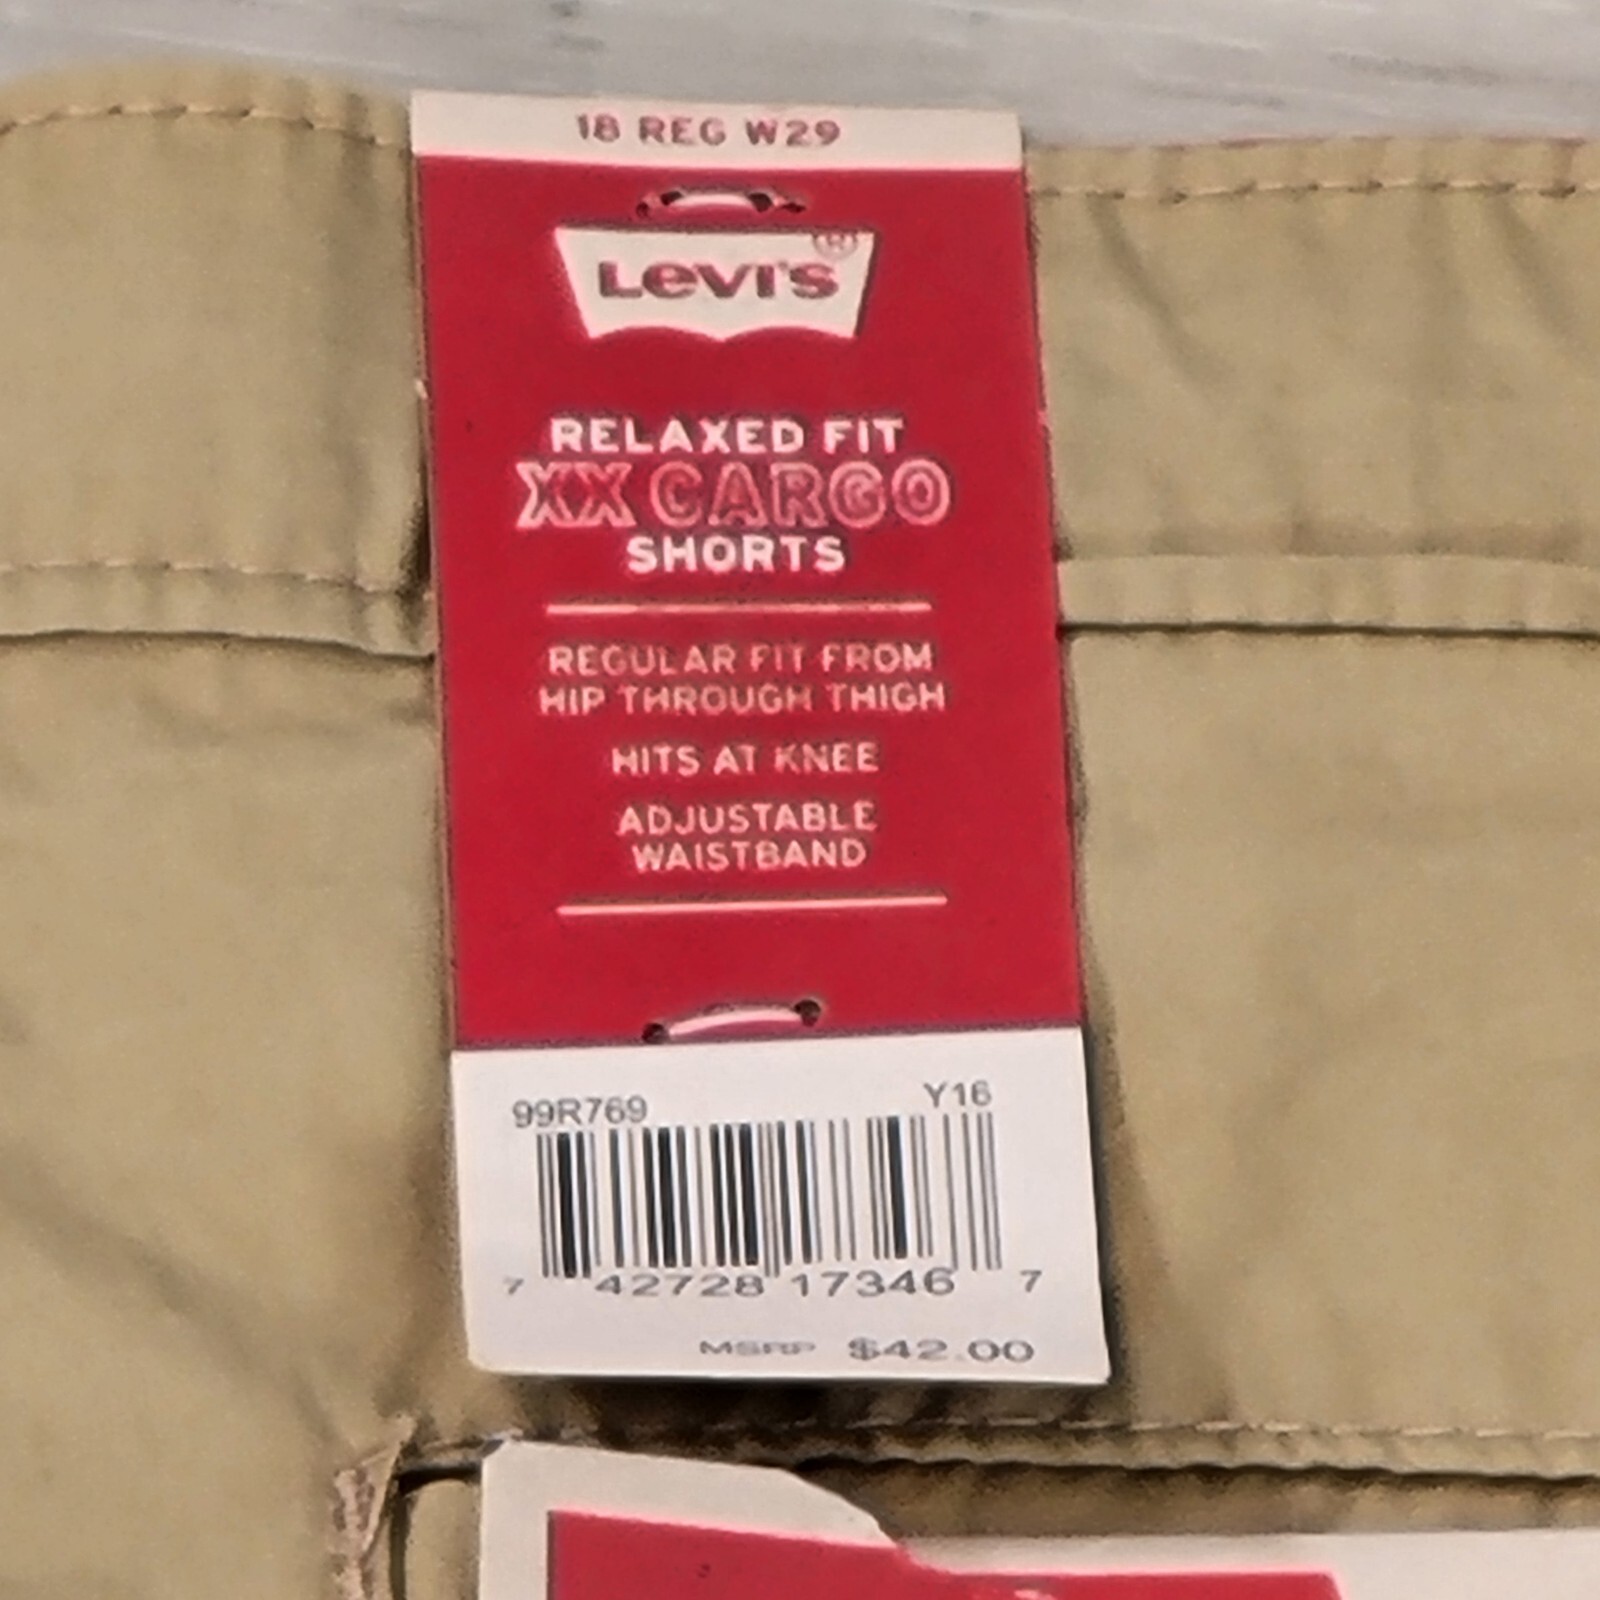 18 REG W29
Levi's®
RELAXED FIT
XX CARGO
SHORTS
REGULAR FIT FROM
HIP THROUGH THIGH
HITS AT KNEE
ADJUSTABLE
WAISTBAND
99R769 Y16
7 42728 17346 7
MSRP $42.00